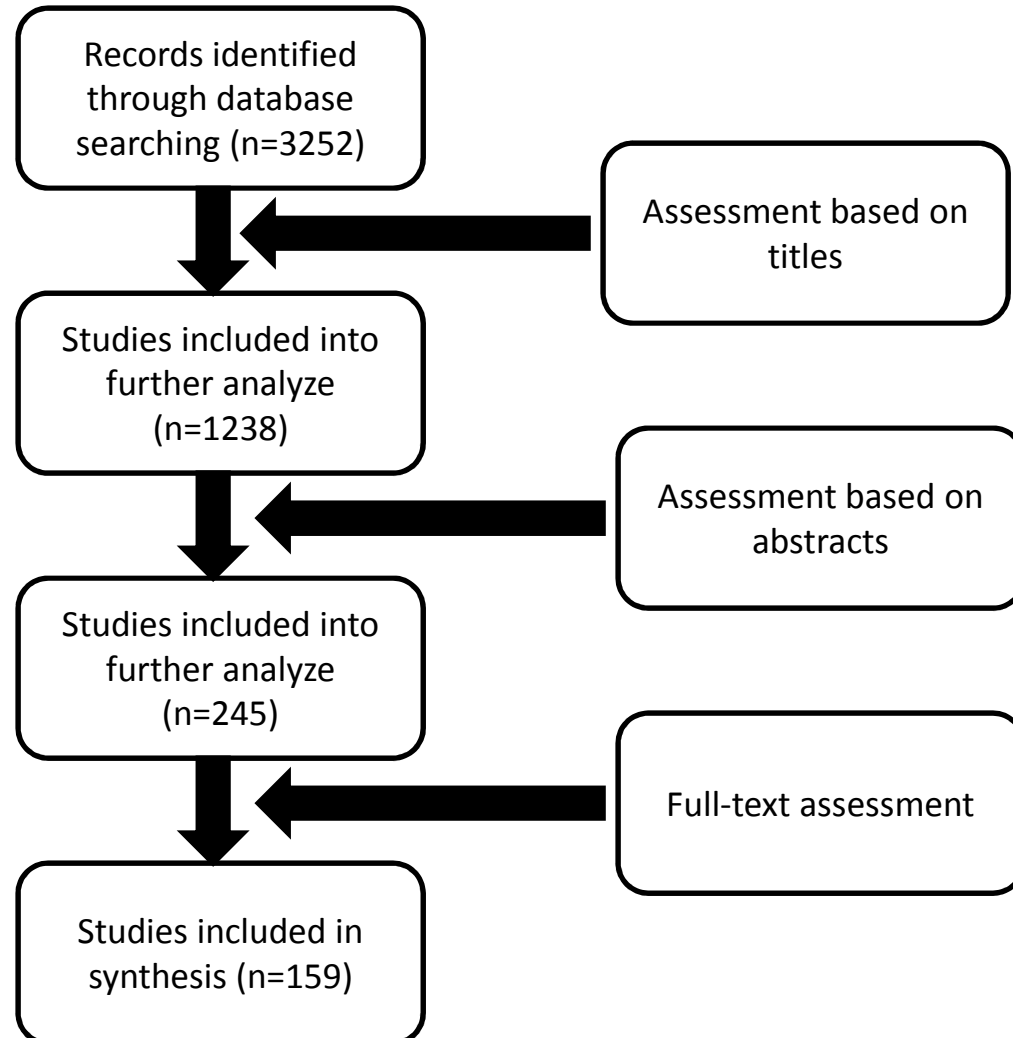 Records identified
through database
searching (n=3252)
Assessment based on
titles
Studies included into
further analyze
(n=1238)
Assessment based on
abstracts
Studies included into
further analyze
(n=245)
Full-text assessment
Studies included in
synthesis (n=159)